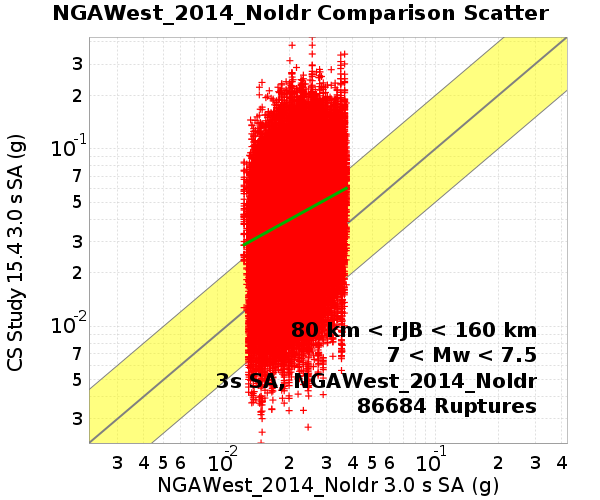 NGAWest_2014_NoIdr Comparison Scatter
CS Study 15.4 3.0 s SA (g)
3
2
10^-1
7
5
3
2
10^-2
7
5
3
80 km < rJB < 160 km
7 < Mw < 7.5
3s SA, NGAWest_2014_NoIdr
86684 Ruptures
3 4 5 6 10^-2 2 3 4 5 6 10^-1 2 3 4
NGAWest_2014_NoIdr 3.0 s SA (g)